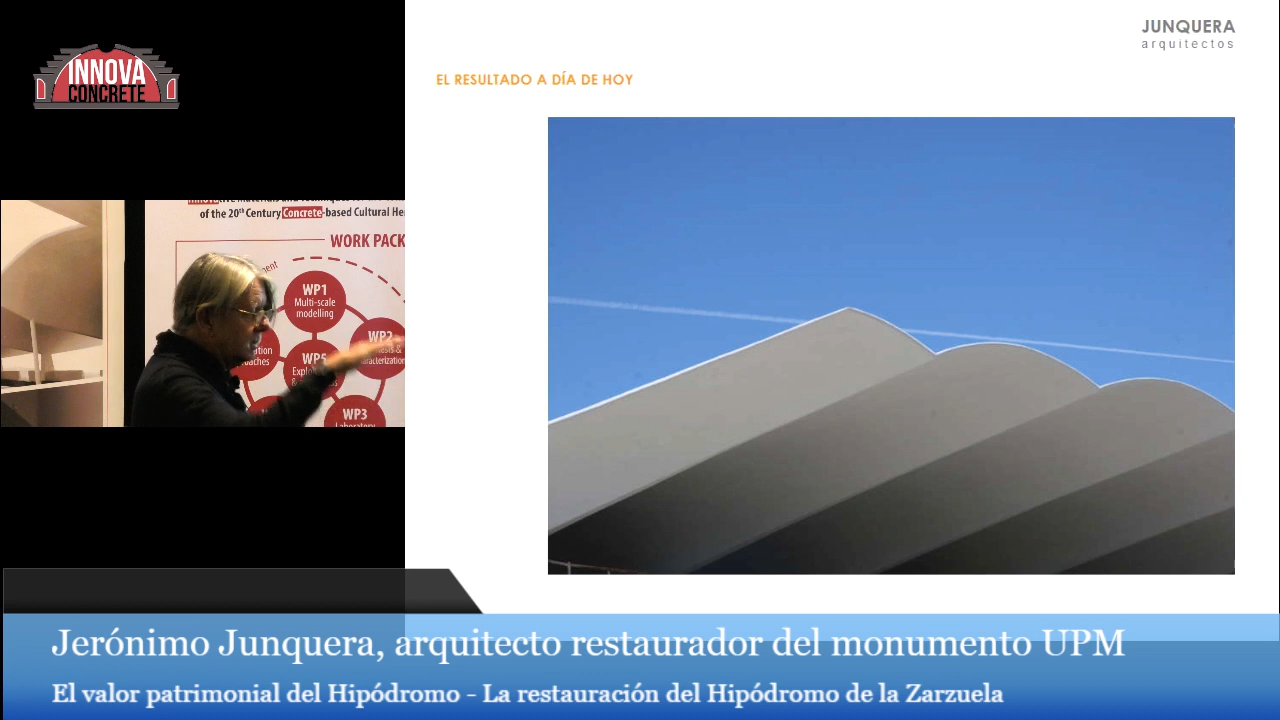 INNOVA
CONCRETE
JUNQUERA
arquitectos
EL RESULTADO A DÍA DE HOY
of the 20th Century Concrete-based Cultural He
WORK PACK
WP1
Multi-scale
modelling
WP2
WP5
WP3
Jerónimo Junquera, arquitecto restaurador del monumento UPM
El valor patrimonial del Hipódromo - La restauración del Hipódromo de la Zarzuela